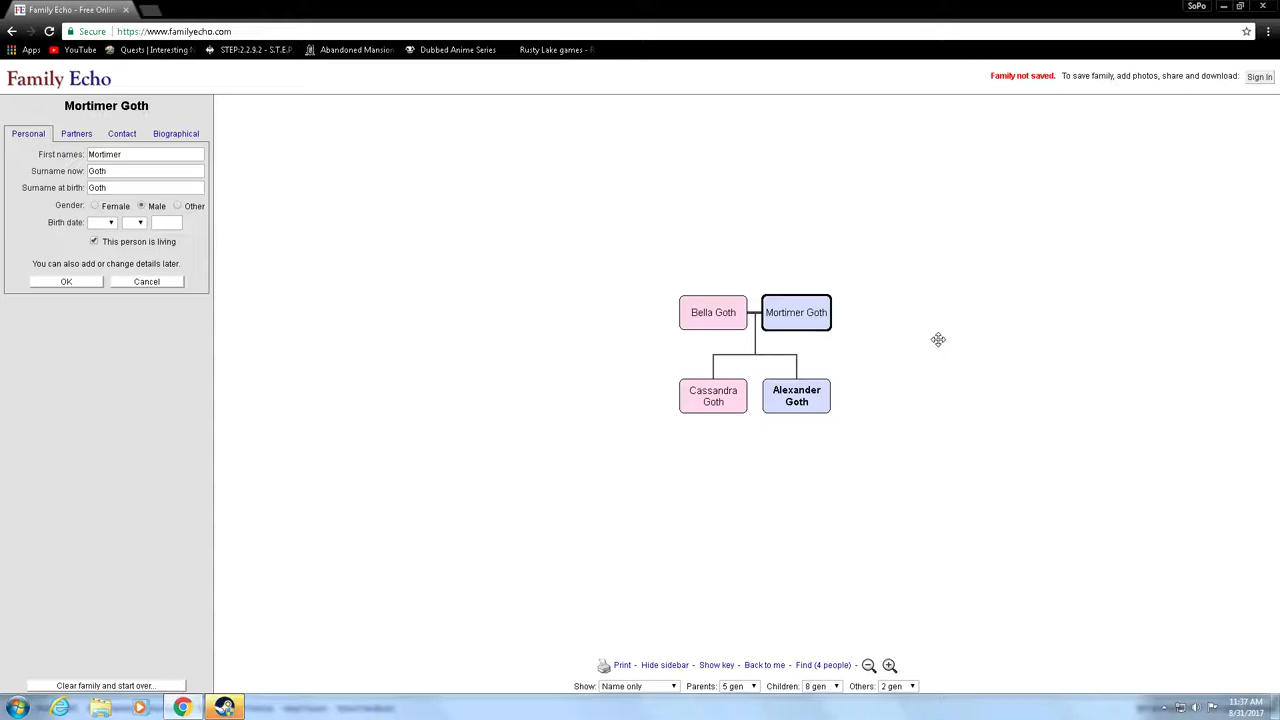 Family Echo - Free Onlin
SoPo
Secure
https://www.familyecho.com
Apps
YouTube
Quests | Interesting N
STEP:2.2.9.2 - S.T.E.P
Abandoned Mansion
Dubbed Anime Series
Rusty Lake games - F
Family Echo
Family not saved. To save family, add photos, share and download: Sign In
Mortimer Goth
Personal Partners Contact Biographical
First names: Mortimer
Surname now: Goth
Surname at birth: Goth
Gender: Female Male Other
Birth date:
This person is living
You can also add or change details later.
OK Cancel
Bella Goth
Mortimer Goth
Cassandra
Goth
Alexander
Goth
Print - Hide sidebar - Show key - Back to me - Find (4 people) -
Show: Name only Parents: 5 gen Children: 8 gen Others: 2 gen
Clear family and start over...
11:37 AM
8/31/2017